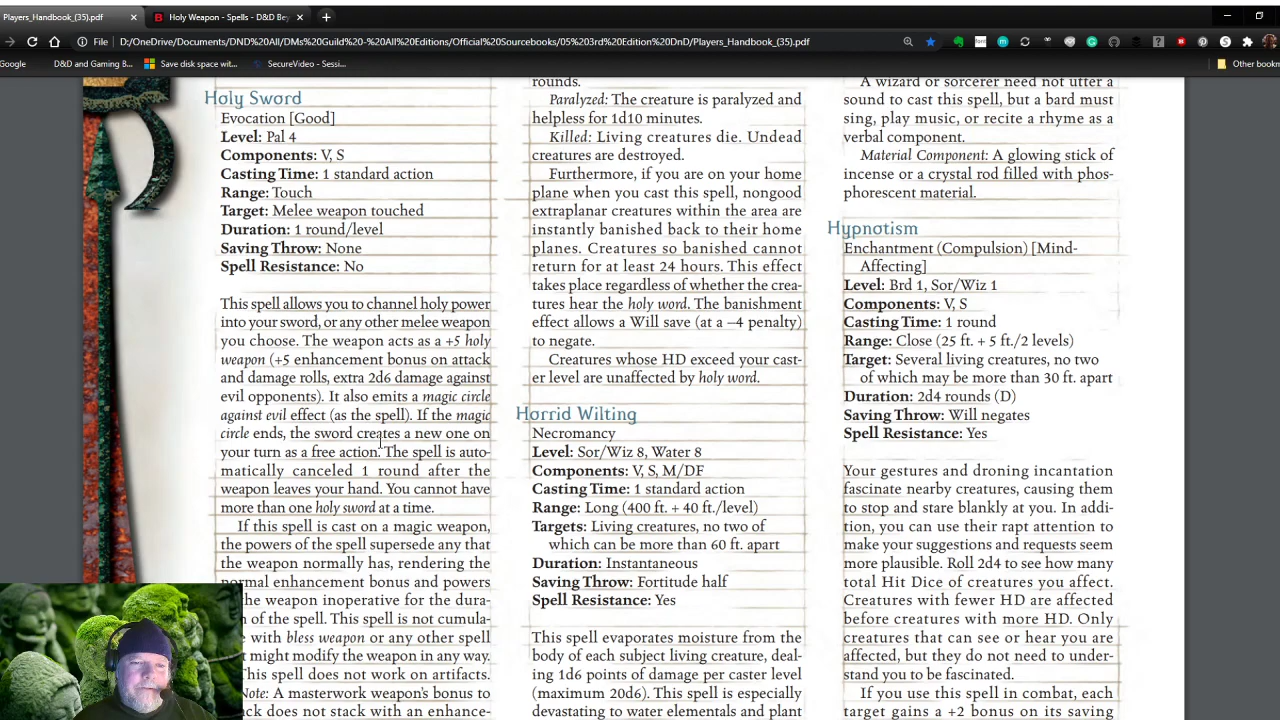 Players_Handbook_(35).pdf
Holy Weapon - Spells - D&D Bey
File
D:/OneDrive/Documents/DND%20All/DMs%20Guild%20-%20All%20Editions/Official%20Sourcebooks/05%203rd%20Edition%20DnD/Players_Handbook_(35).pdf
Google
D&D and Gaming B...
Save disk space wit...
SecureVideo - Sessi...
Other bookm
Holy Sword
Evocation [Good]
Level: Pal 4
Components: V, S
Casting Time: 1 standard action
Range: Touch
Target: Melee weapon touched
Duration: 1 round/level
Saving Throw: None
Spell Resistance: No
This spell allows you to channel holy power
into your sword, or any other melee weapon
you choose. The weapon acts as a +5 holy
weapon (+5 enhancement bonus on attack
and damage rolls, extra 2d6 damage against
evil opponents). It also emits a magic circle
against evil effect (as the spell). If the magic
circle ends, the sword creates a new one on
your turn as a free action. The spell is auto-
matically canceled 1 round after the
weapon leaves your hand. You cannot have
more than one holy sword at a time.
If this spell is cast on a magic weapon,
the powers of the spell supersede any that
the weapon normally has, rendering the
normal enhancement bonus and powers
the weapon inoperative for the dura-
n of the spell. This spell is not cumula-
e with bless weapon or any other spell
t might modify the weapon in any way.
This spell does not work on artifacts.
Note: A masterwork weapon's bonus to
ack does not stack with an enhance-
rounds.
Paralyzed: The creature is paralyzed and
helpless for 1d10 minutes.
Killed: Living creatures die. Undead
creatures are destroyed.
Furthermore, if you are on your home
plane when you cast this spell, nongood
extraplanar creatures within the area are
instantly banished back to their home
planes. Creatures so banished cannot
return for at least 24 hours. This effect
takes place regardless of whether the crea-
tures hear the holy word. The banishment
effect allows a Will save (at a –4 penalty)
to negate.
Creatures whose HD exceed your cast-
er level are unaffected by holy word.
Horrid Wilting
Necromancy
Level: Sor/Wiz 8, Water 8
Components: V, S, M/DF
Casting Time: 1 standard action
Range: Long (400 ft. + 40 ft./level)
Targets: Living creatures, no two of
which can be more than 60 ft. apart
Duration: Instantaneous
Saving Throw: Fortitude half
Spell Resistance: Yes
This spell evaporates moisture from the
body of each subject living creature, deal-
ing 1d6 points of damage per caster level
(maximum 20d6). This spell is especially
devastating to water elementals and plant
A wizard or sorcerer need not utter a
sound to cast this spell, but a bard must
sing, play music, or recite a rhyme as a
verbal component.
Material Component: A glowing stick of
incense or a crystal rod filled with phos-
phorescent material.
Hypnotism
Enchantment (Compulsion) [Mind-
Affecting]
Level: Brd 1, Sor/Wiz 1
Components: V, S
Casting Time: 1 round
Range: Close (25 ft. + 5 ft./2 levels)
Target: Several living creatures, no two
of which may be more than 30 ft. apart
Duration: 2d4 rounds (D)
Saving Throw: Will negates
Spell Resistance: Yes
Your gestures and droning incantation
fascinate nearby creatures, causing them
to stop and stare blankly at you. In addi-
tion, you can use their rapt attention to
make your suggestions and requests seem
more plausible. Roll 2d4 to see how many
total Hit Dice of creatures you affect.
Creatures with fewer HD are affected
before creatures with more HD. Only
creatures that can see or hear you are
affected, but they do not need to under-
stand you to be fascinated.
If you use this spell in combat, each
target gains a +2 bonus on its saving